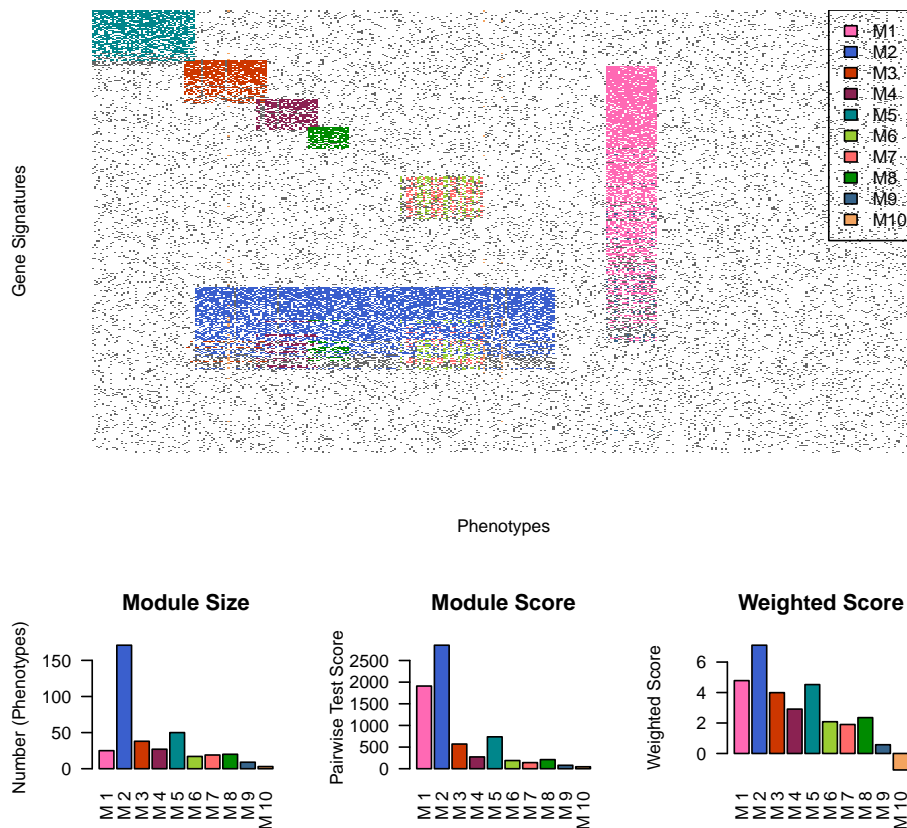 M1
M2
M3
M4
M5
M6
M7
M8
M9
M10
Gene Signatures
Phenotypes
Module Size
Number (Phenotypes)
150
100
50
0
M 1
M 2
M 3
M 4
M 5
M 6
M 7
M 8
M 9
M 10
Module Score
Pairwise Test Score
2500
2000
1500
1000
500
0
M 1
M 2
M 3
M 4
M 5
M 6
M 7
M 8
M 9
M 10
Weighted Score
Weighted Score
6
4
2
0
M 1
M 2
M 3
M 4
M 5
M 6
M 7
M 8
M 9
M 10